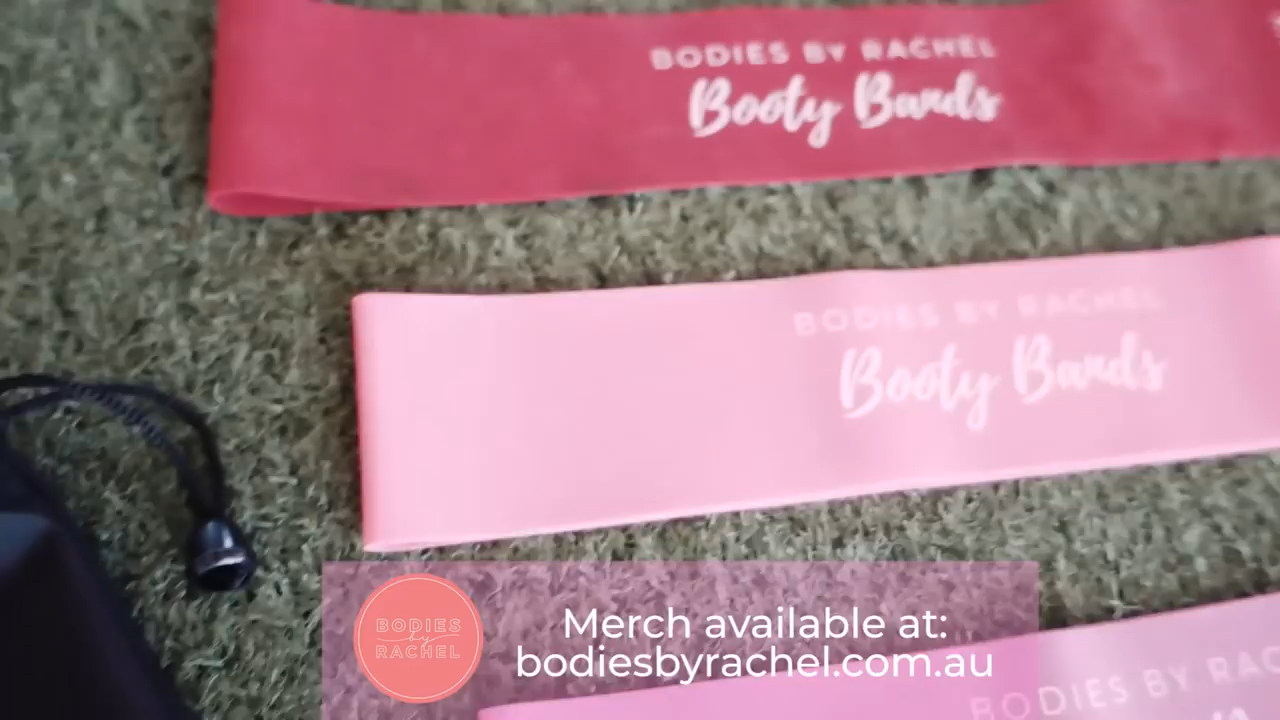 BODIES BY RACHEL
Booty Bands
BODIES BY RACHEL
Booty Bands
BODIES
by
RACHEL
Merch available at:
bodiesbyrachel.com.au
BODIES BY